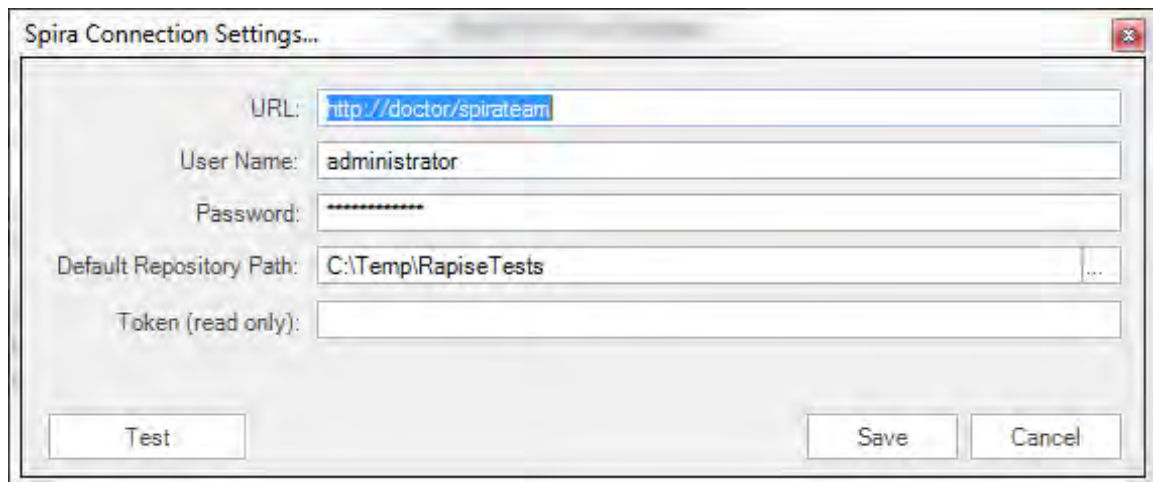 Spira Connection Settings...
URL: http://doctor/spirateam
User Name: administrator
Password: ************
Default Repository Path: C:\Temp\RapiseTests ...
Token (read only):
Test Save Cancel